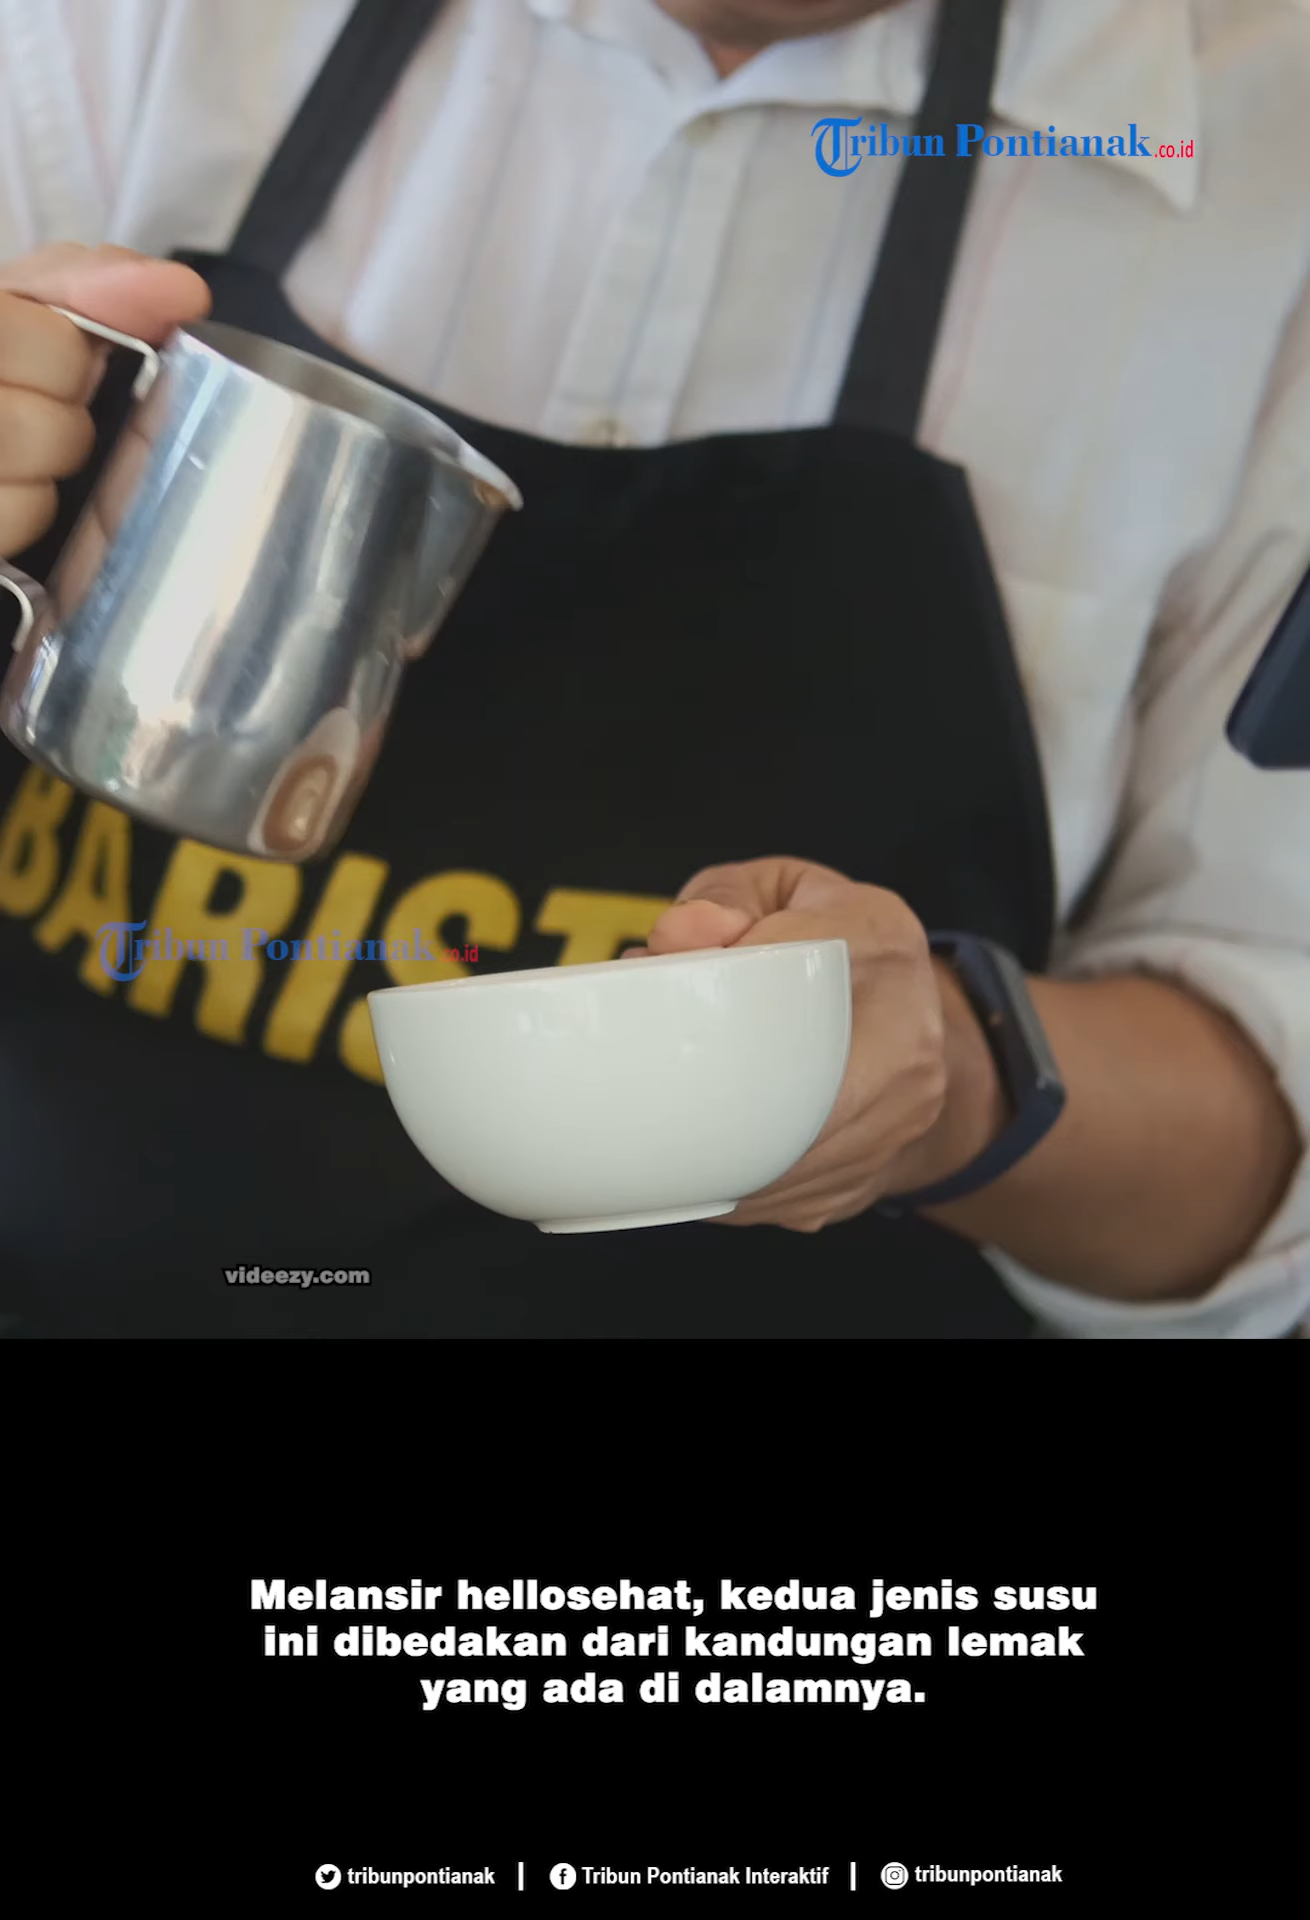 Tribun Pontianak.co.id
BARIST
Tribun Pontianak.co.id
videezy.com
Melansir hellosehat, kedua jenis susu
ini dibedakan dari kandungan lemak
yang ada di dalamnya.
tribunpontianak | Tribun Pontianak Interaktif | tribunpontianak